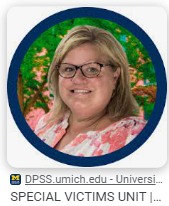 DPSS.umich.edu - Universi...
SPECIAL VICTIMS UNIT |...